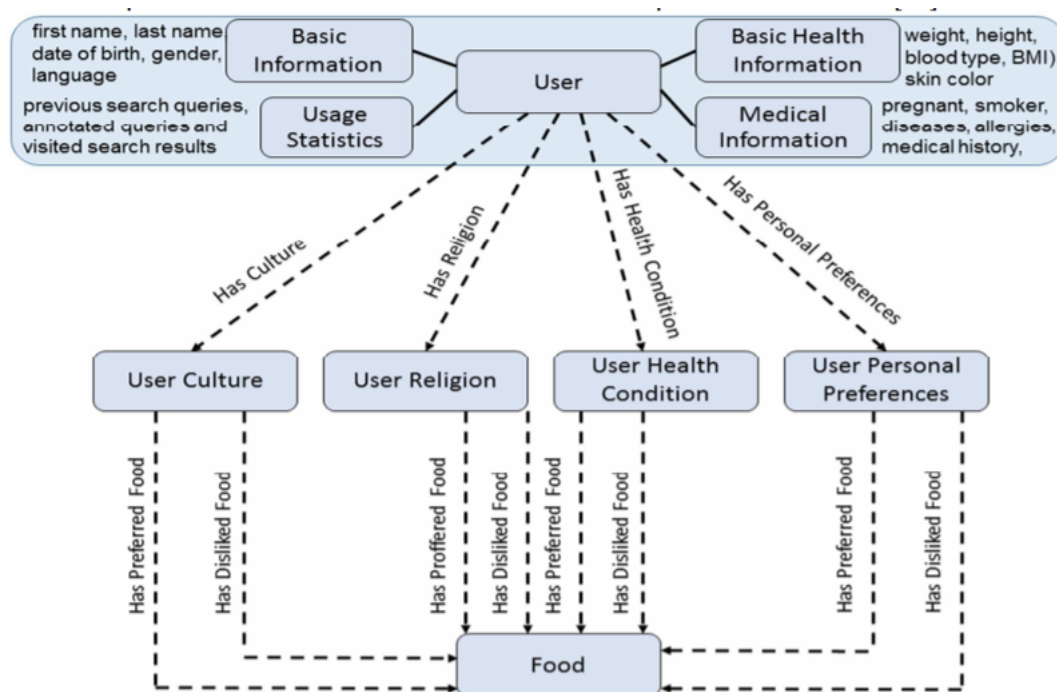 first name, last name,
date of birth, gender,
language
Basic
Information
User
Basic Health
Information
weight, height,
blood type, BMI)
skin color
previous search queries,
annotated queries and
visited search results
Usage
Statistics
Medical
Information
pregnant, smoker,
diseases, allergies,
medical history,
Has Culture
Has Religion
Has Health
Condition
Has Personal Preferences
User Culture
User Religion
User Health
Condition
User Personal
Preferences
Has Preferred Food
Has Disliked Food
Has Proffered Food
Has Disliked Food
Has Preferred Food
Has Disliked Food
Has Preferred Food
Has Disliked Food
Food